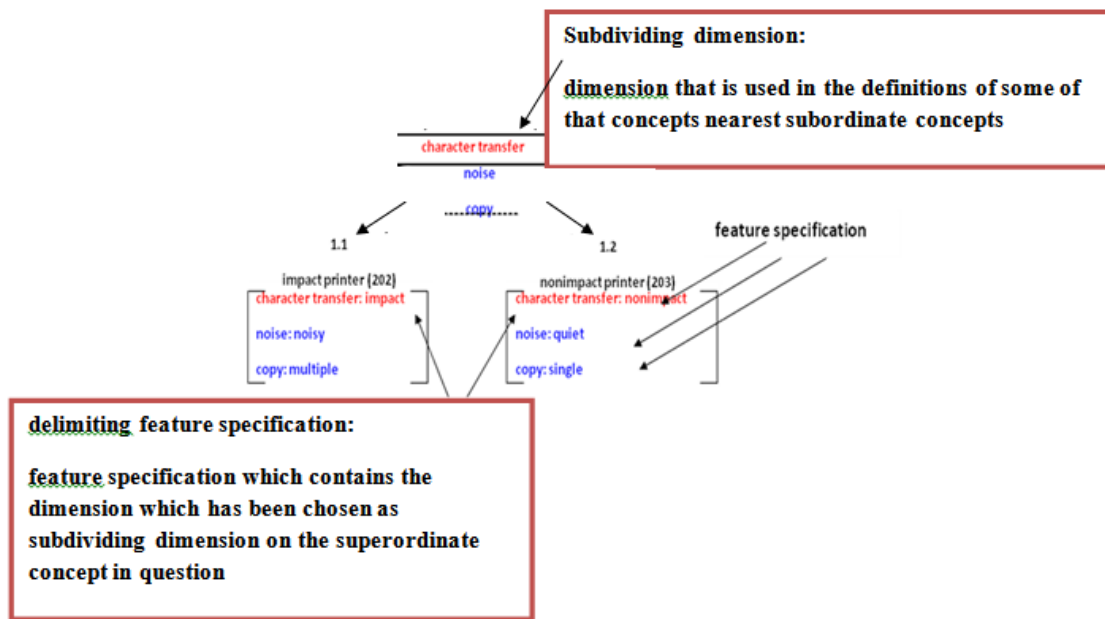 Subdividing dimension:
dimension that is used in the definitions of some of
that concepts nearest subordinate concepts
character transfer
noise
copy
1.1
1.2
feature specification
impact printer (202)
character transfer: impact
noise: noisy
copy: multiple
nonimpact printer (203)
character transfer: nonimpact
noise: quiet
copy: single
delimiting feature specification:
feature specification which contains the
dimension which has been chosen as
subdividing dimension on the superordinate
concept in question